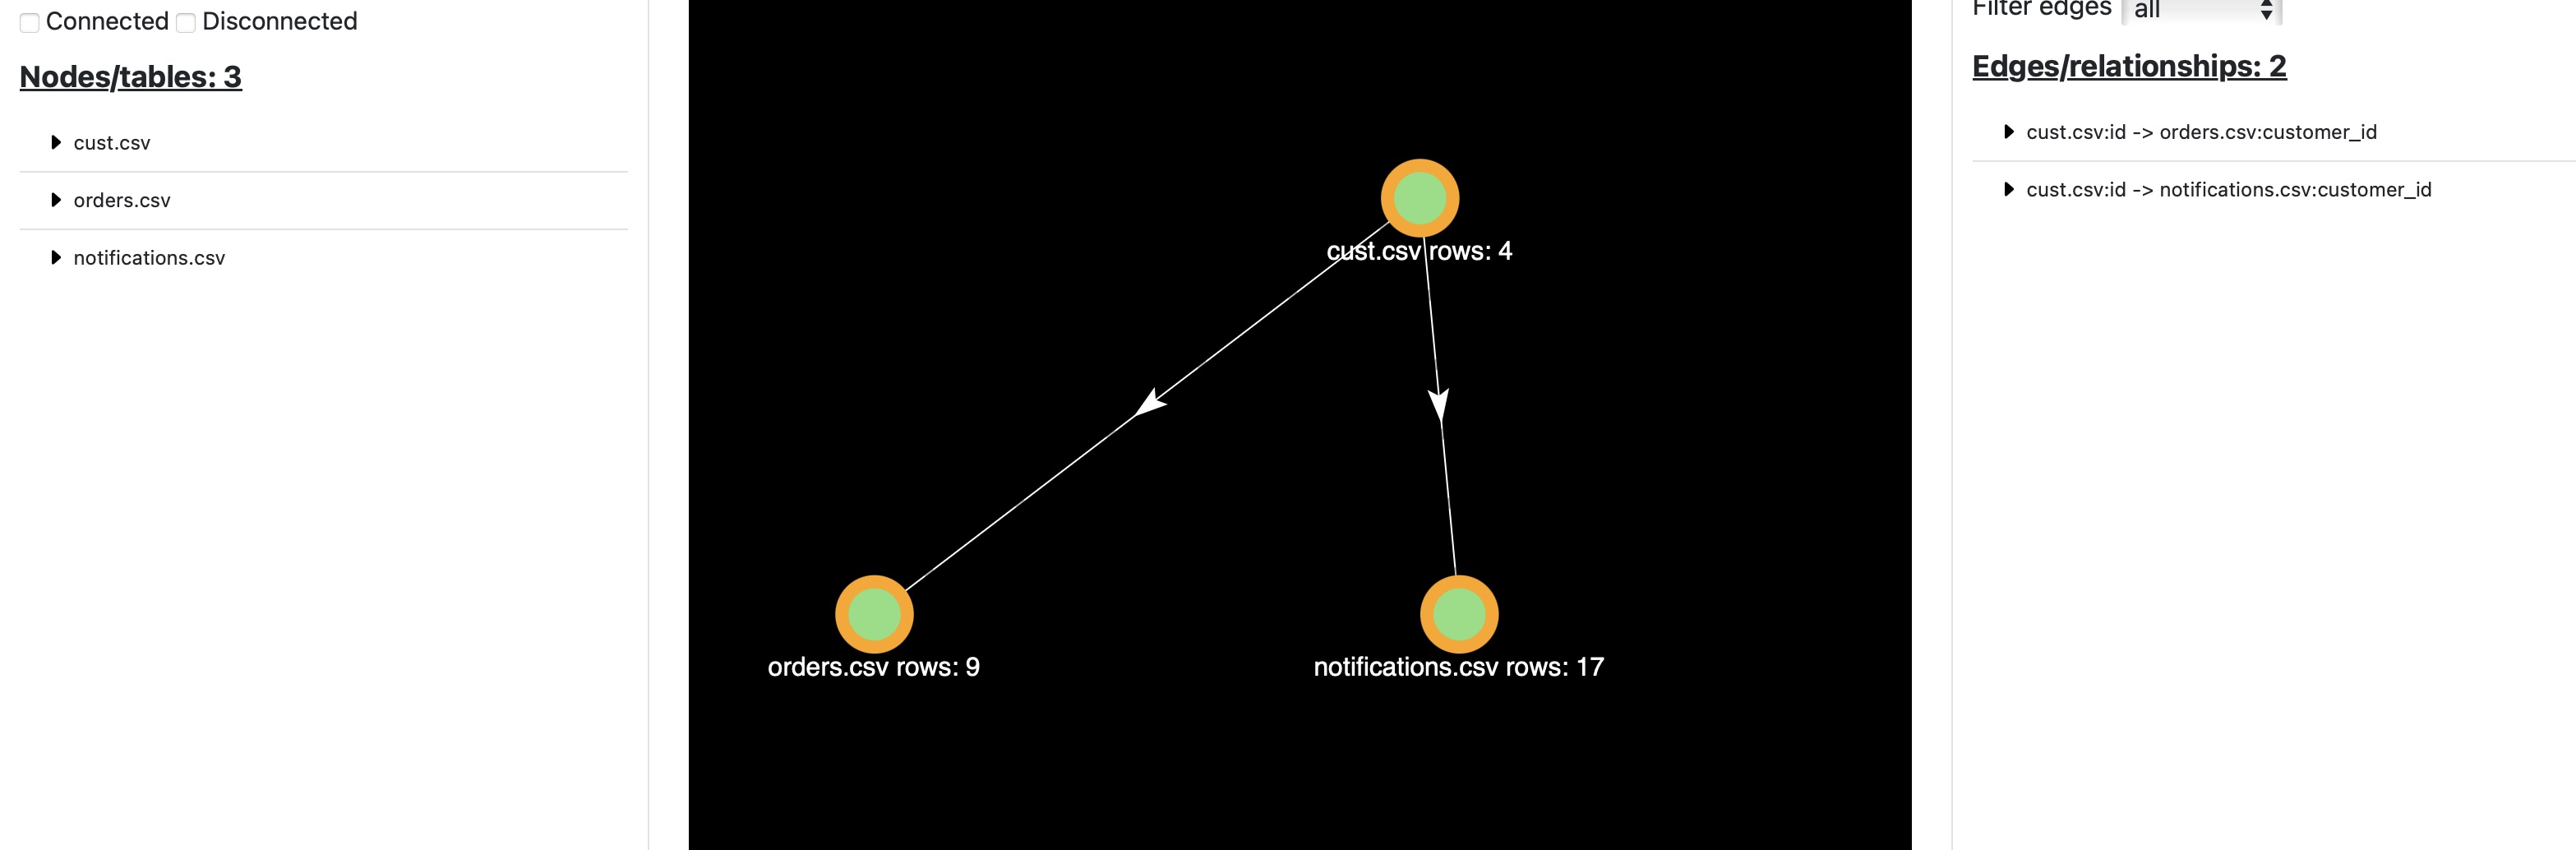 Connected Disconnected
Nodes/tables: 3
cust.csv
orders.csv
notifications.csv
cust.csv rows: 4
orders.csv rows: 9
notifications.csv rows: 17
Filter edges all
Edges/relationships: 2
cust.csv:id -> orders.csv:customer_id
cust.csv:id -> notifications.csv:customer_id